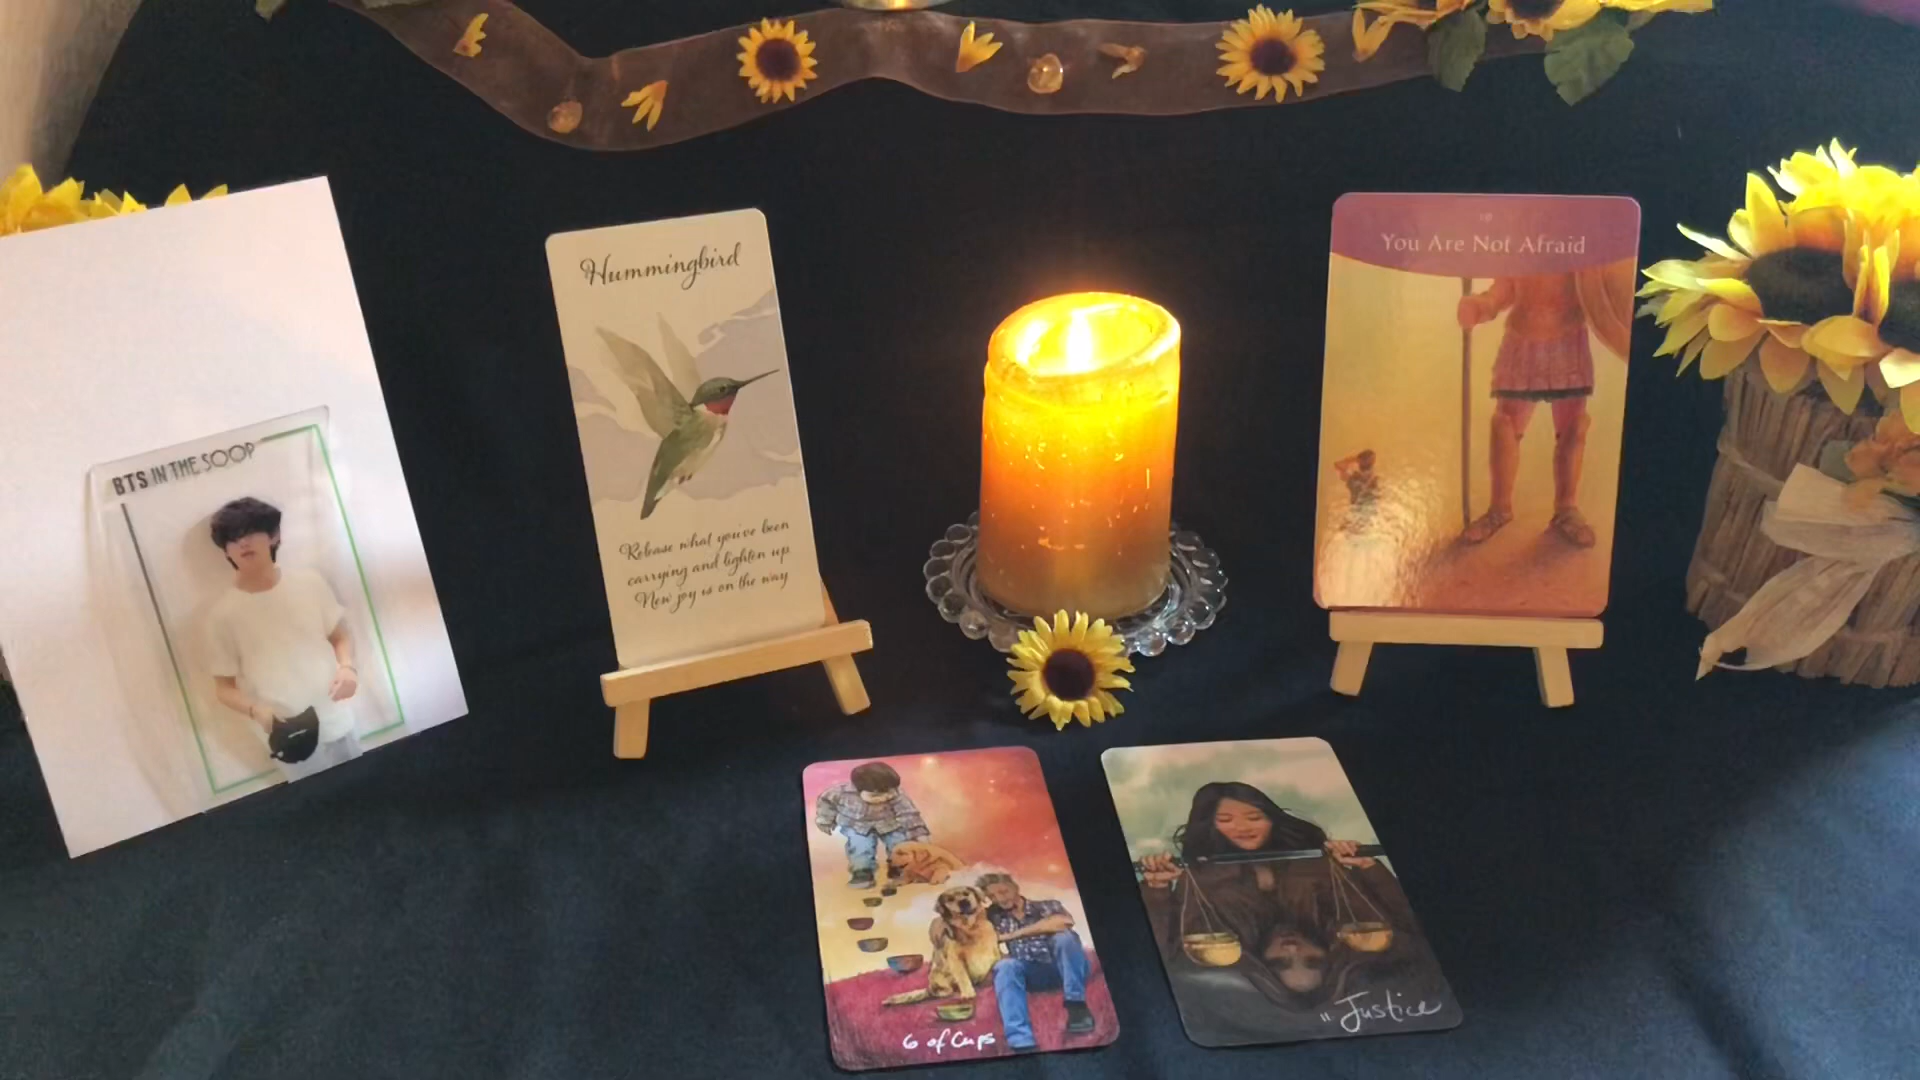 BTS IN THE SOOP
Hummingbird
Release what you've been
carrying and lighten up
New joy is on the way
You Are Not Afraid
6 of Cups
11 Justice